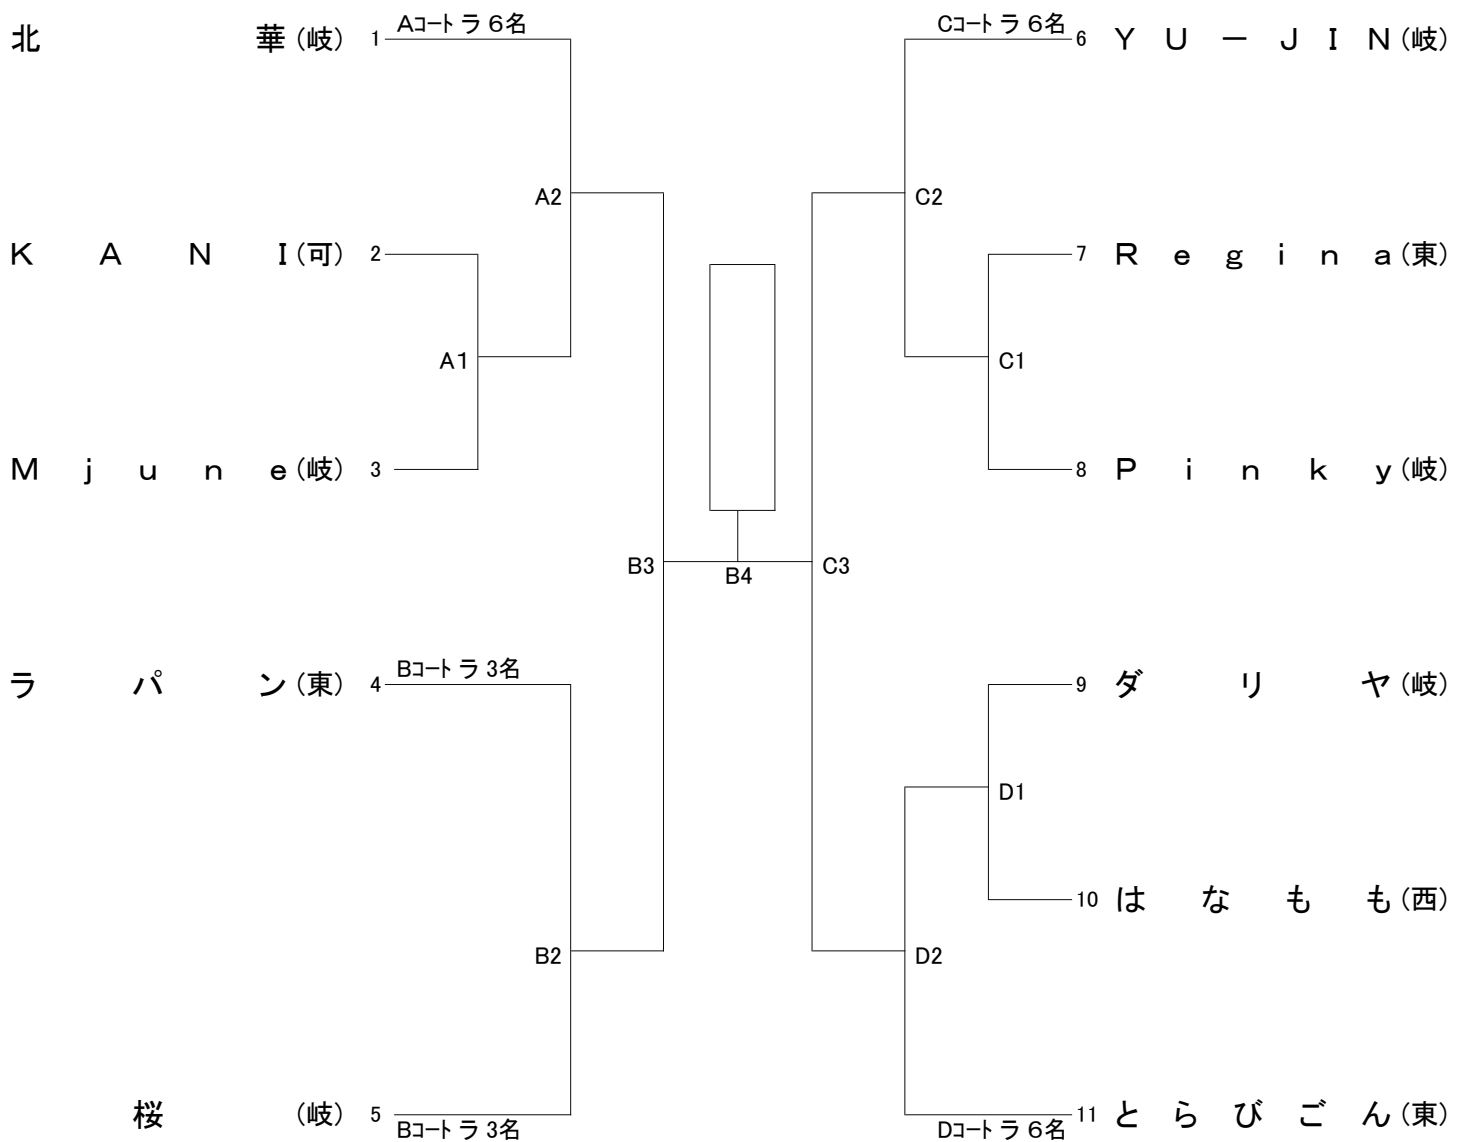 北華(岐) 1 Aコート ラ 6名
Cコート ラ 6名 6 YU－JIN(岐)
A2
C2
KANI(可) 2
7 Regina(東)
A1
C1
Mjune(岐) 3
8 Pinky(岐)
B3 B4 C3
ラパン(東) 4 Bコート ラ 3名
9 ダリヤ(岐)
D1
10 はなもも(西)
B2
D2
桜(岐) 5 Bコート ラ 3名
Dコート ラ 6名 11 とらびごん(東)